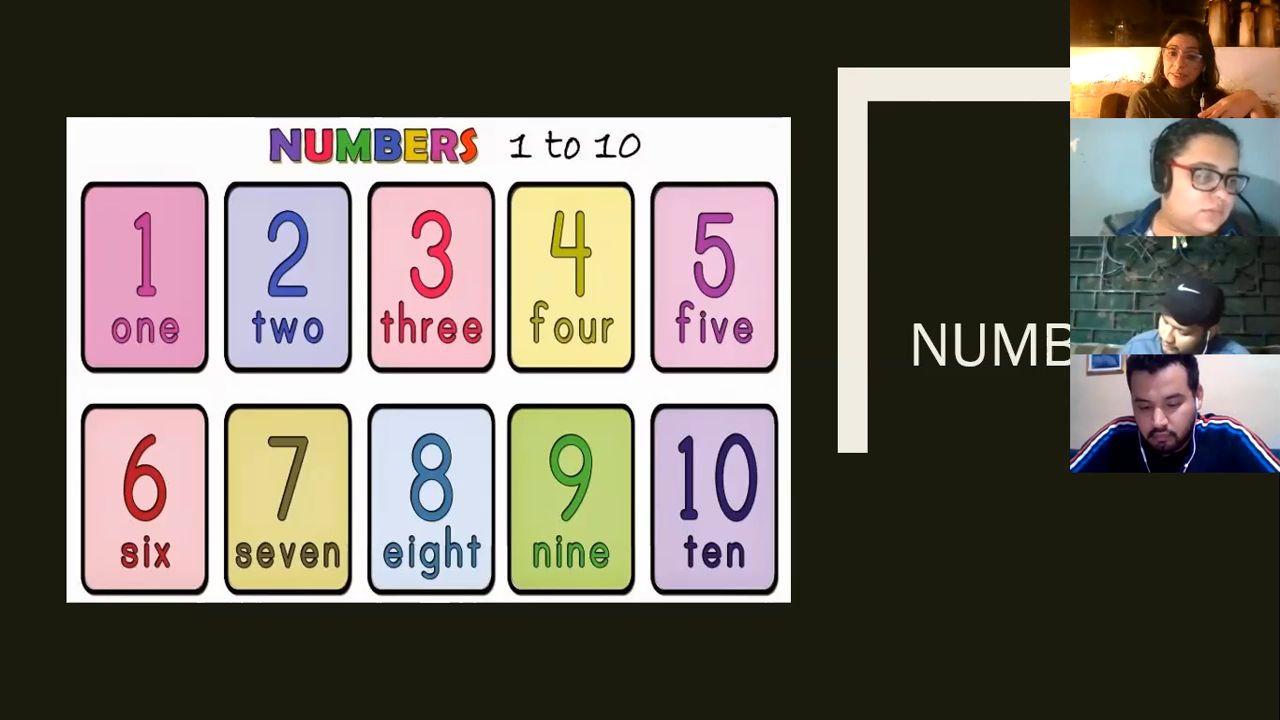 NUMBERS 1 to 10
1 2 3 4 5
one two three four five
6 7 8 9 10
six seven eight nine ten
NUMB